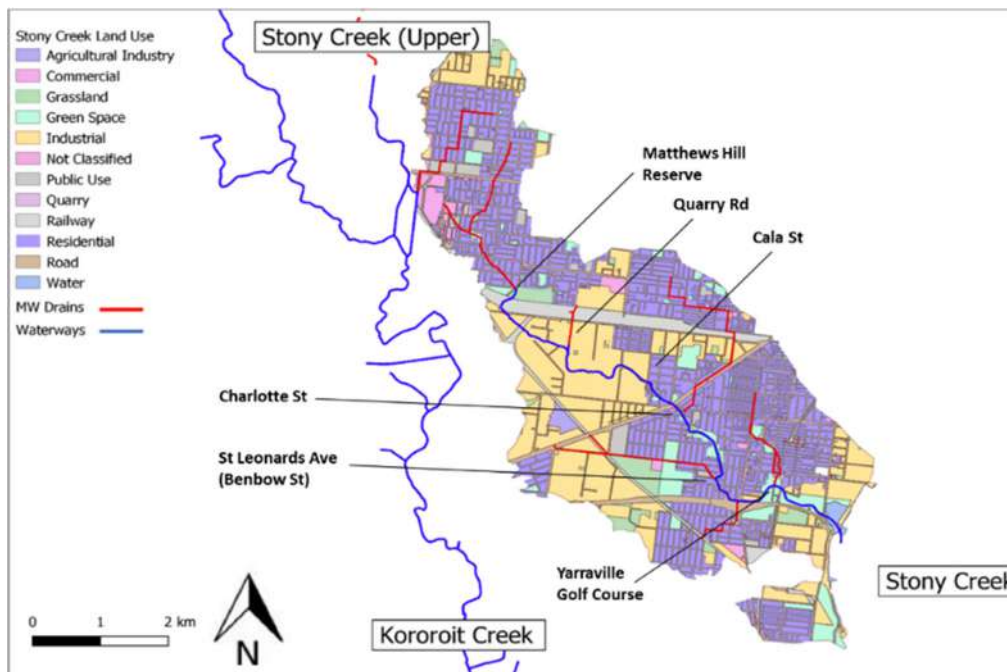 Stony Creek (Upper)
Stony Creek Land Use
Agricultural Industry
Commercial
Grassland
Green Space
Industrial
Not Classified
Public Use
Quarry
Railway
Residential
Road
Water
MW Drains
Waterways
Matthews Hill
Reserve
Quarry Rd
Cala St
Charlotte St
St Leonards Ave
(Benbow St)
Yarraville
Golf Course
Stony Creek
Kororoit Creek
0 1 2 km
N